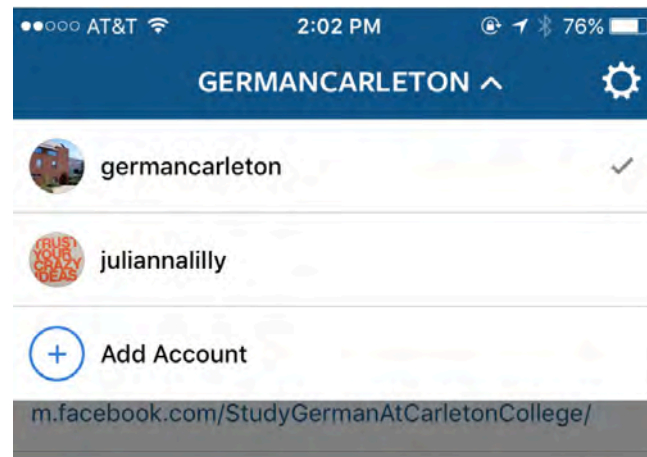 AT&T 2:02 PM 76%
GERMANCARLETON
germancarleton
TRUST
YOUR
CRAZY
IDEAS
juliannalilly
Add Account
m.facebook.com/StudyGermanAtCarletonCollege/